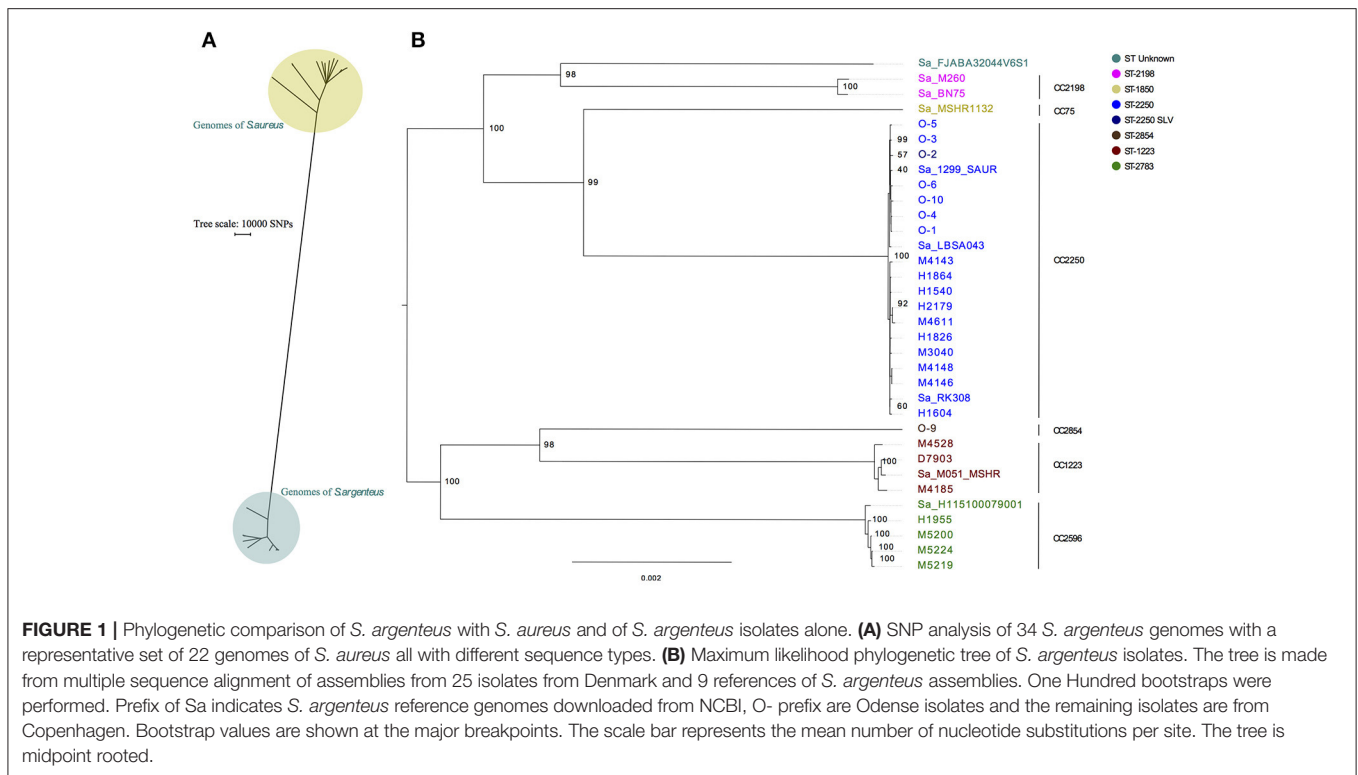 A
B
Genomes of S.aureus
Tree scale: 10000 SNPs
Genomes of S.argenteus
98
100
100
99
99
57
40
100
92
60
98
100
100
100
100
100
100
0.002
Sa_FJABA32044V6S1
Sa_M260
Sa_BN75
Sa_MSHR1132
O-5
O-3
O-2
Sa_1299_SAUR
O-6
O-10
O-4
O-1
Sa_LBSA043
M4143
H1864
H1540
H2179
M4611
H1826
M3040
M4148
M4146
Sa_RK308
H1604
O-9
M4528
D7903
Sa_M051_MSHR
M4185
Sa_H115100079001
H1955
M5200
M5224
M5219
CC2198
CC75
CC2250
CC2854
CC1223
CC2596
ST Unknown
ST-2198
ST-1850
ST-2250
ST-2250 SLV
ST-2854
ST-1223
ST-2783
FIGURE 1 | Phylogenetic comparison of S. argenteus with S. aureus and of S. argenteus isolates alone. (A) SNP analysis of 34 S. argenteus genomes with a
representative set of 22 genomes of S. aureus all with different sequence types. (B) Maximum likelihood phylogenetic tree of S. argenteus isolates. The tree is made
from multiple sequence alignment of assemblies from 25 isolates from Denmark and 9 references of S. argenteus assemblies. One Hundred bootstraps were
performed. Prefix of Sa indicates S. argenteus reference genomes downloaded from NCBI, O- prefix are Odense isolates and the remaining isolates are from
Copenhagen. Bootstrap values are shown at the major breakpoints. The scale bar represents the mean number of nucleotide substitutions per site. The tree is
midpoint rooted.